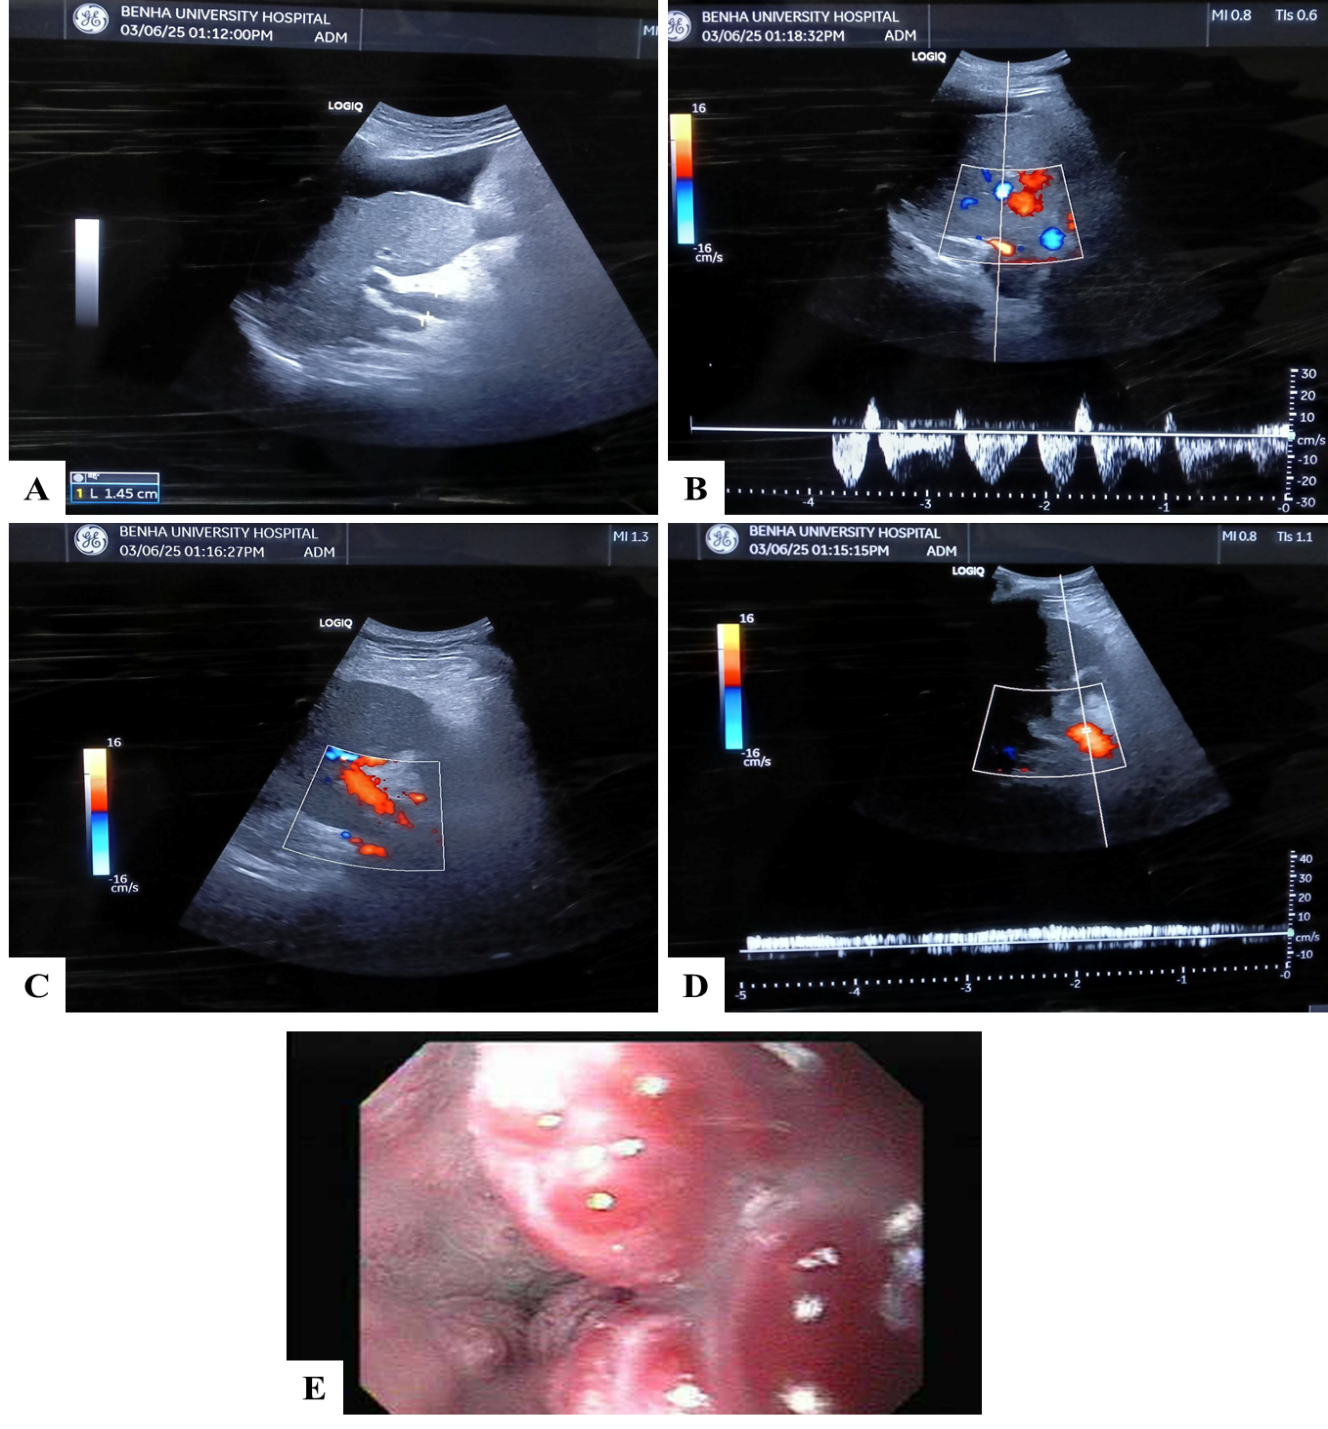 BENHA UNIVERSITY HOSPITAL
03/06/25 01:12:00PM ADM
MI
LOGIQ
1 L 1.45 cm
A
BENHA UNIVERSITY HOSPITAL
03/06/25 01:18:32PM ADM
MI 0.8 TIs 0.6
LOGIQ
16
-16
cm/s
30
20
10
cm/s
-10
-20
-30
-4 -3 -2 -1 -0
B
BENHA UNIVERSITY HOSPITAL
03/06/25 01:16:27PM ADM
MI 1.3
LOGIQ
16
-16
cm/s
C
BENHA UNIVERSITY HOSPITAL
03/06/25 01:15:15PM ADM
MI 0.8 TIs 1.1
LOGIQ
16
-16
cm/s
40
30
20
10
cm/s
-10
-5 -4 -3 -2 -1 -0
D
E